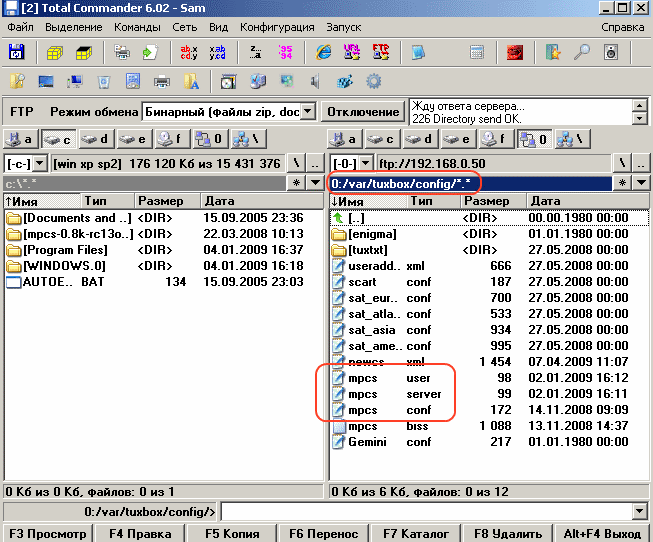 [2] Total Commander 6.02 - Sam
Файл Выделение Команды Сеть Вид Конфигурация Запуск Справка
FTP Режим обмена Бинарный (файлы zip, doc Отключение Жду ответа сервера...
226 Directory send OK.
a c d e f 0 \ a c d e f 0 \
[-c-] [win xp sp2] 176 120 Кб из 15 431 376 \ .. [-0-] ftp://192.168.0.50 \ ..
c:\*.* * 0:/var/tuxbox/config/*.* *
↑Имя Тип Размер Дата
[Documents and ..] <DIR> 15.09.2005 23:36
[mpcs-0.8k-rc13o..] <DIR> 22.03.2008 10:13
[Program Files] <DIR> 04.01.2009 16:37
[WINDOWS.0] <DIR> 04.01.2009 16:18
AUTOE.. BAT 134 15.09.2005 23:03
↓Имя Тип Размер Дата
[..] <DIR> 00.00.1980 00:00
[enigma] <DIR> 01.01.1980 00:00
[tuxtxt] <DIR> 27.05.2008 00:00
useradd.. xml 666 27.05.2008 00:00
scart conf 187 27.05.2008 00:00
sat_eur.. conf 700 27.05.2008 00:00
sat_atla.. conf 533 27.05.2008 00:00
sat_asia conf 934 27.05.2008 00:00
sat_ame.. conf 995 27.05.2008 00:00
newcs xml 1 454 07.04.2009 11:07
mpcs user 98 02.01.2009 16:12
mpcs server 99 02.01.2009 16:11
mpcs conf 172 14.11.2008 09:09
mpcs biss 1 088 13.11.2008 14:37
Gemini conf 217 01.01.1980 00:00
0 Кб из 0 Кб, файлов: 0 из 1
0 Кб из 6 Кб, файлов: 0 из 12
0:/var/tuxbox/config/>
F3 Просмотр F4 Правка F5 Копия F6 Перенос F7 Каталог F8 Удалить Alt+F4 Выход